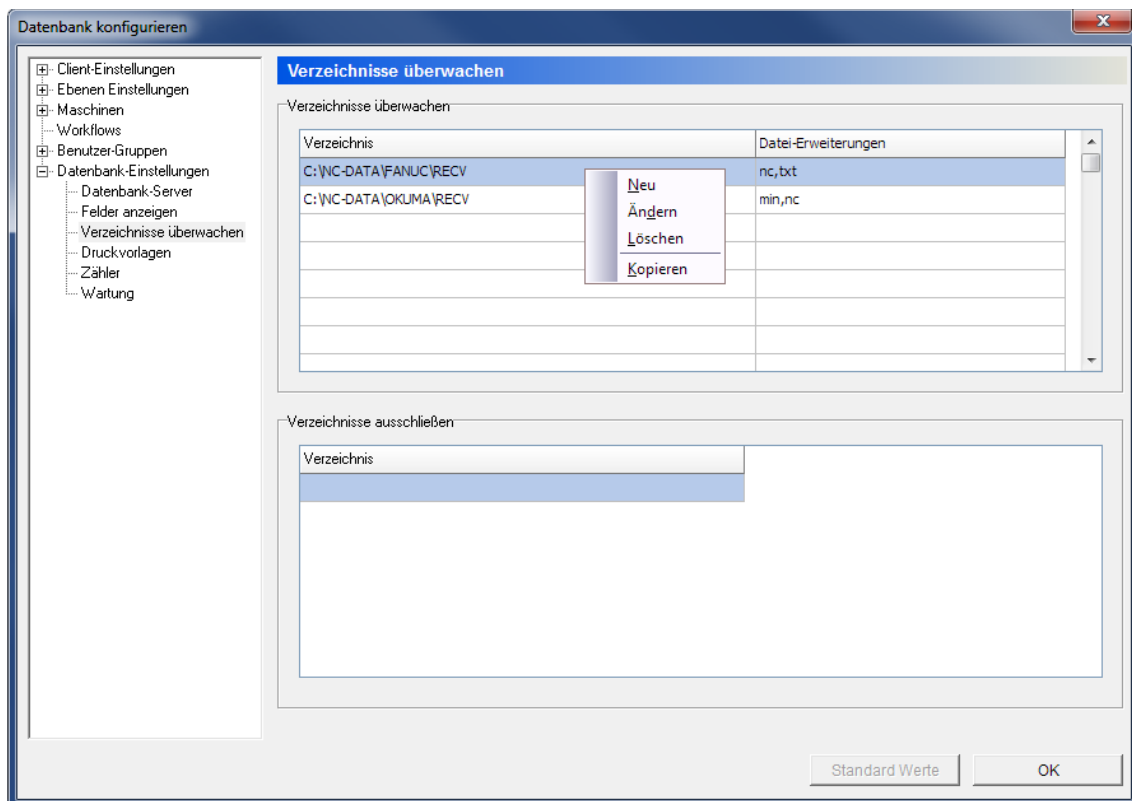 Datenbank konfigurieren
Client-Einstellungen
Ebenen Einstellungen
Maschinen
Workflows
Benutzer-Gruppen
Datenbank-Einstellungen
Datenbank-Server
Felder anzeigen
Verzeichnisse überwachen
Druckvorlagen
Zähler
Wartung
Verzeichnisse überwachen
Verzeichnisse überwachen
Verzeichnis Datei-Erweiterungen
C:\NC-DATA\FANUC\RECV nc,txt
C:\NC-DATA\OKUMA\RECV min,nc
Neu
Ändern
Löschen
Kopieren
Verzeichnisse ausschließen
Verzeichnis
Standard Werte OK